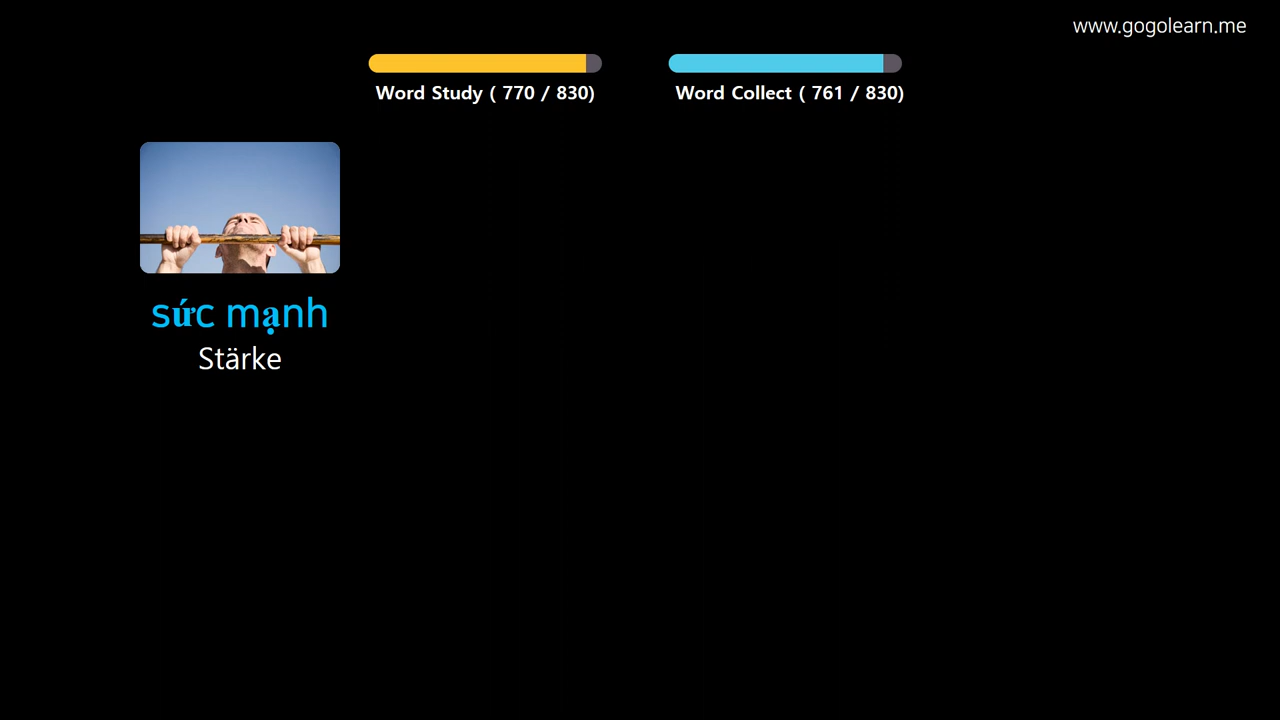 www.gogolearn.me
Word Study ( 770 / 830)
Word Collect ( 761 / 830)
sức mạnh
Stärke